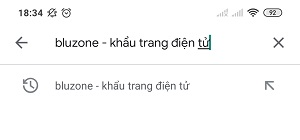 18:34
92
bluzone - khẩu trang điện tử
bluzone - khẩu trang điện tử